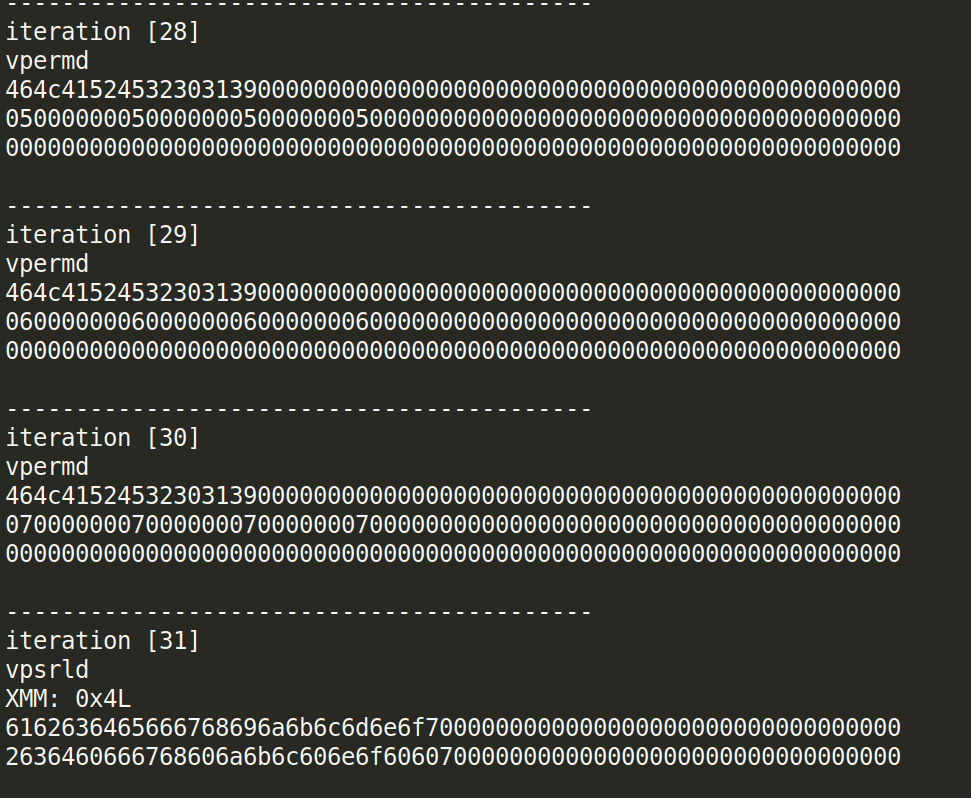 ------------------------------------------
iteration [28]
vpermd
464c415245323031390000000000000000000000000000000000000000000000
0500000005000000050000000500000000000000000000000000000000000000
0000000000000000000000000000000000000000000000000000000000000000
------------------------------------------
iteration [29]
vpermd
464c415245323031390000000000000000000000000000000000000000000000
0600000006000000060000000600000000000000000000000000000000000000
0000000000000000000000000000000000000000000000000000000000000000
------------------------------------------
iteration [30]
vpermd
464c415245323031390000000000000000000000000000000000000000000000
0700000007000000070000000700000000000000000000000000000000000000
0000000000000000000000000000000000000000000000000000000000000000
------------------------------------------
iteration [31]
vpsrld
XMM: 0x4L
6162636465666768696a6b6c6d6e6f7000000000000000000000000000000000
2636460666768606a6b6c606e6f6060700000000000000000000000000000000